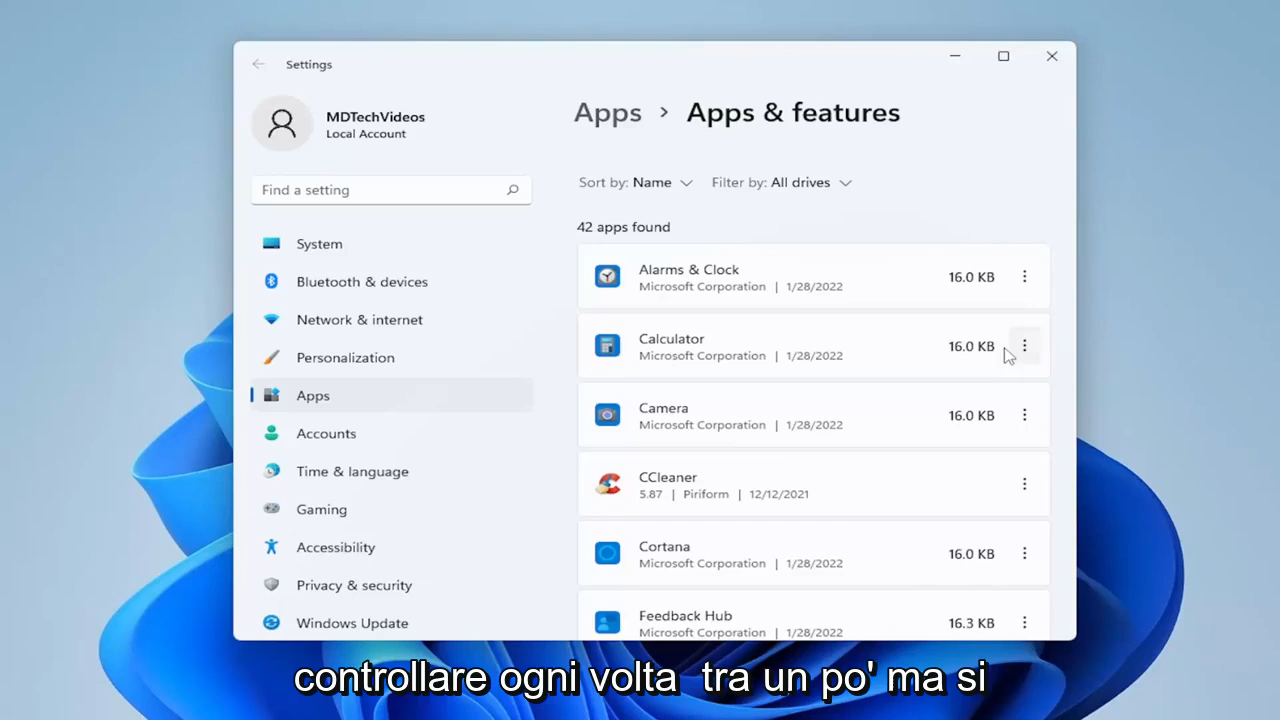 Settings
MDTechVideos
Local Account
Find a setting
System
Bluetooth & devices
Network & internet
Personalization
Apps
Accounts
Time & language
Gaming
Accessibility
Privacy & security
Windows Update
Apps > Apps & features
Sort by: Name Filter by: All drives
42 apps found
Alarms & Clock
Microsoft Corporation | 1/28/2022
16.0 KB
Calculator
Microsoft Corporation | 1/28/2022
16.0 KB
Camera
Microsoft Corporation | 1/28/2022
16.0 KB
CCleaner
5.87 | Piriform | 12/12/2021
Cortana
Microsoft Corporation | 1/28/2022
16.0 KB
Feedback Hub
Microsoft Corporation | 1/28/2022
16.3 KB
controllare ogni volta tra un po' ma si